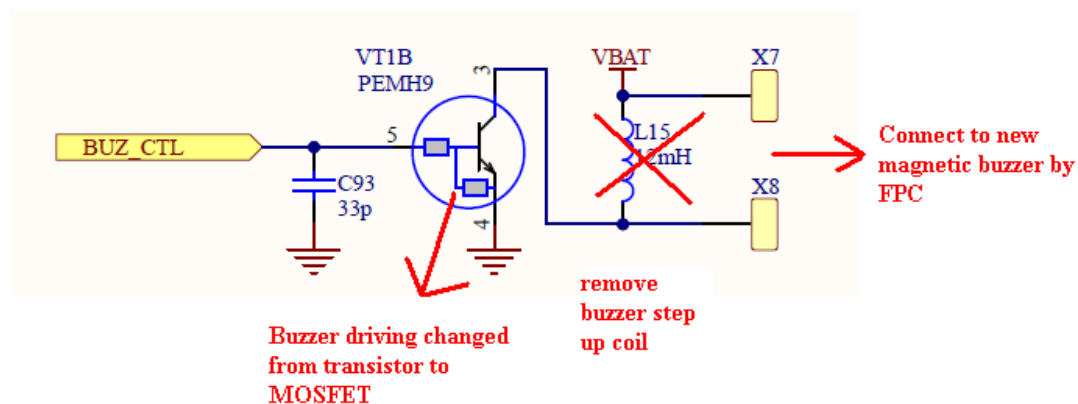 VT1B
PEMH9
3
VBAT
X7
BUZ_CTL
5
L15
12mH
Connect to new
magnetic buzzer by
FPC
C93
33p
X8
4
remove
buzzer step
up coil
Buzzer driving changed
from transistor to
MOSFET